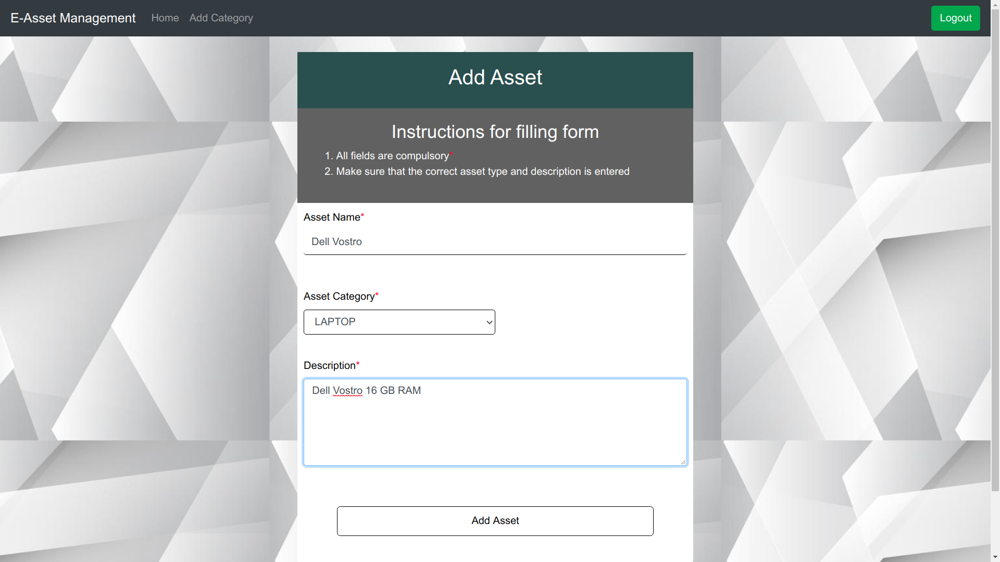 E-Asset Management Home Add Category Logout
Add Asset
Instructions for filling form
1. All fields are compulsory*
2. Make sure that the correct asset type and description is entered
Asset Name*
Dell Vostro
Asset Category*
LAPTOP
Description*
Dell Vostro 16 GB RAM
Add Asset